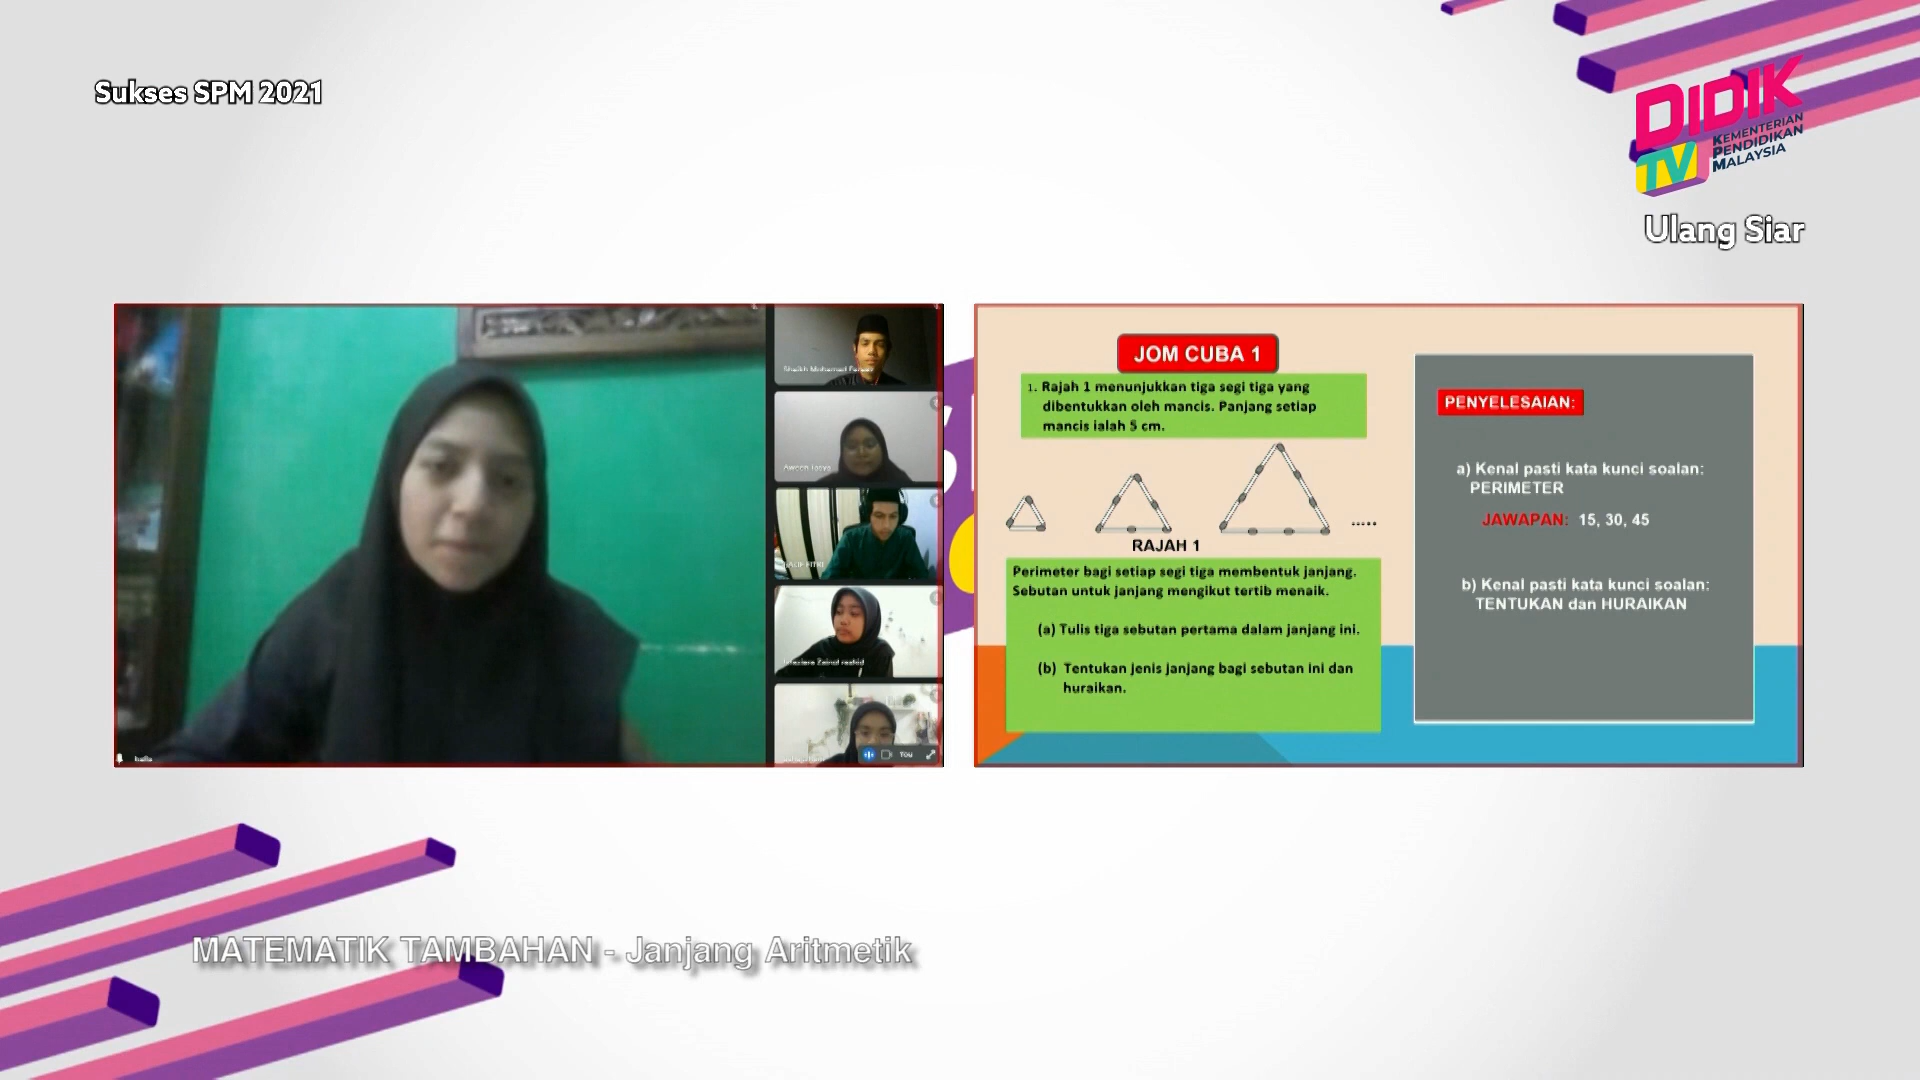 Sukses SPM 2021
DIDIK
TV
KEMENTERIAN
PENDIDIKAN
MALAYSIA
Ulang Siar
JOM CUBA 1
1. Rajah 1 menunjukkan tiga segi tiga yang
dibentukkan oleh mancis. Panjang setiap
mancis ialah 5 cm.
.....
RAJAH 1
Perimeter bagi setiap segi tiga membentuk janjang.
Sebutan untuk janjang mengikut tertib menaik.
(a) Tulis tiga sebutan pertama dalam janjang ini.
(b) Tentukan jenis janjang bagi sebutan ini dan
huraikan.
PENYELESAIAN:
a) Kenal pasti kata kunci soalan:
PERIMETER
JAWAPAN: 15, 30, 45
b) Kenal pasti kata kunci soalan:
TENTUKAN dan HURAIKAN
You
MATEMATIK TAMBAHAN - Janjang Aritmetik